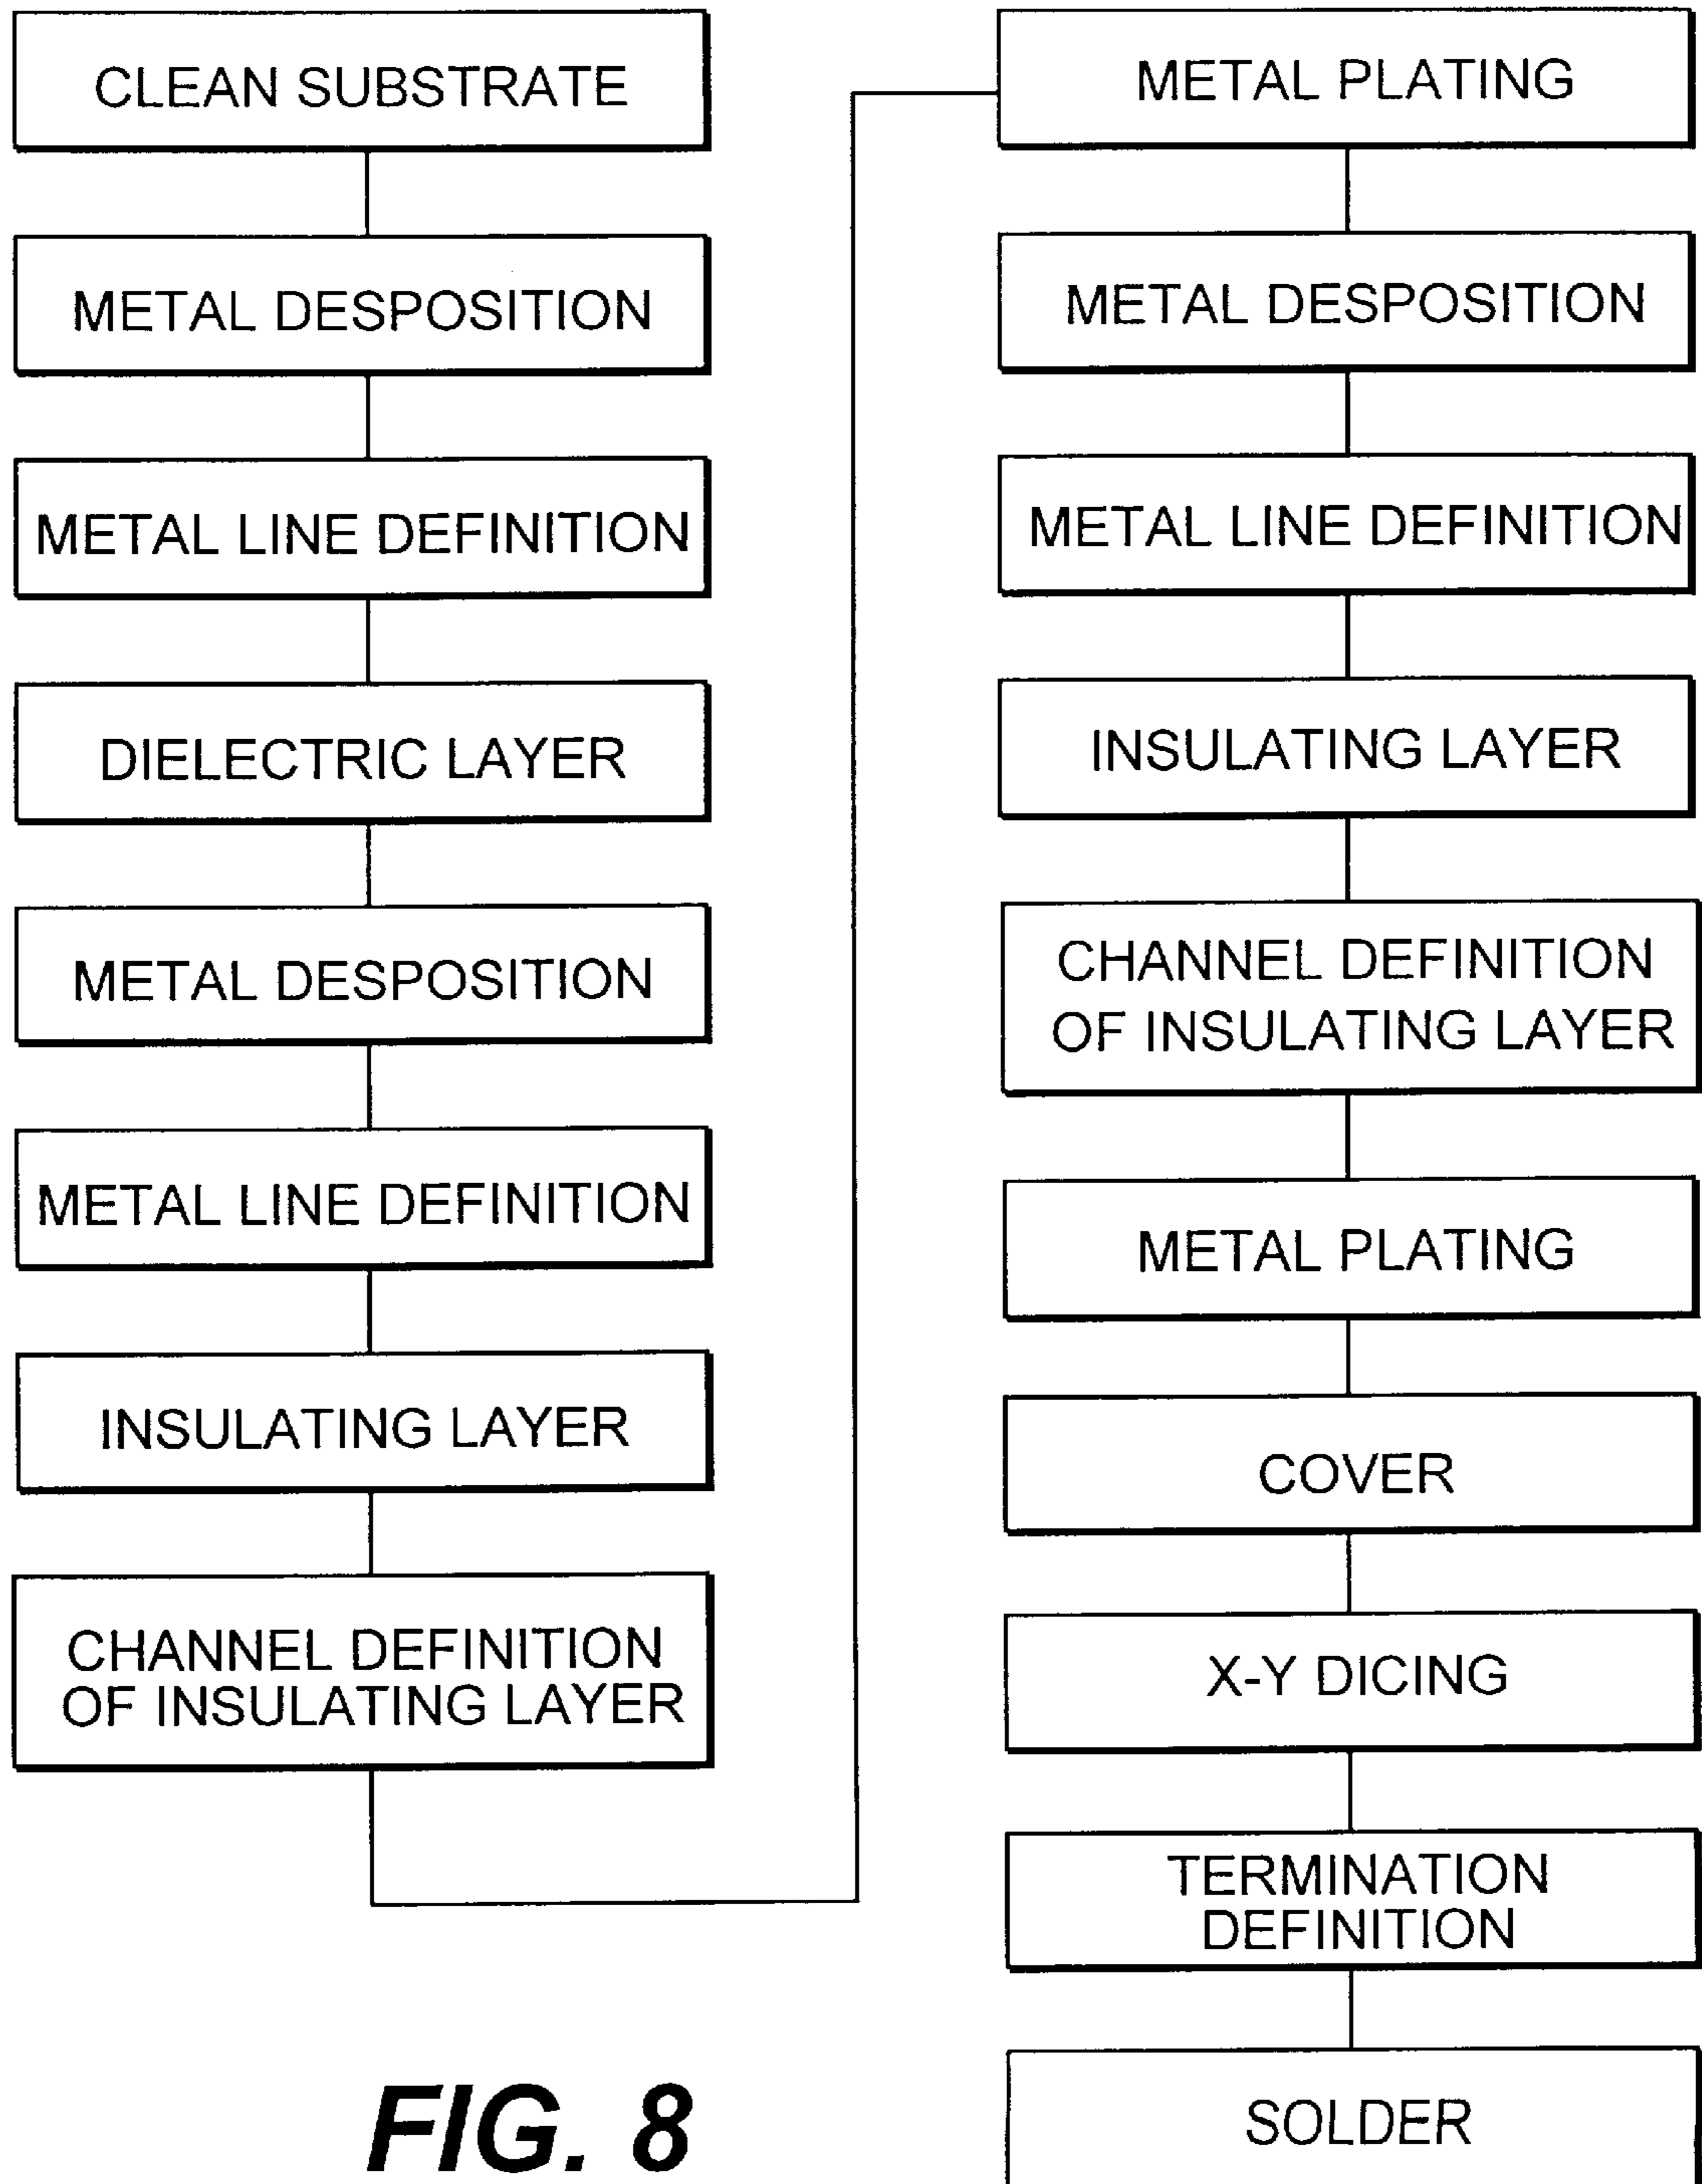 CLEAN SUBSTRATE
METAL DESPOSITION
METAL LINE DEFINITION
DIELECTRIC LAYER
METAL DESPOSITION
METAL LINE DEFINITION
INSULATING LAYER
CHANNEL DEFINITION
OF INSULATING LAYER
METAL PLATING
METAL DESPOSITION
METAL LINE DEFINITION
INSULATING LAYER
CHANNEL DEFINITION
OF INSULATING LAYER
METAL PLATING
COVER
X-Y DICING
TERMINATION
DEFINITION
SOLDER
FIG. 8